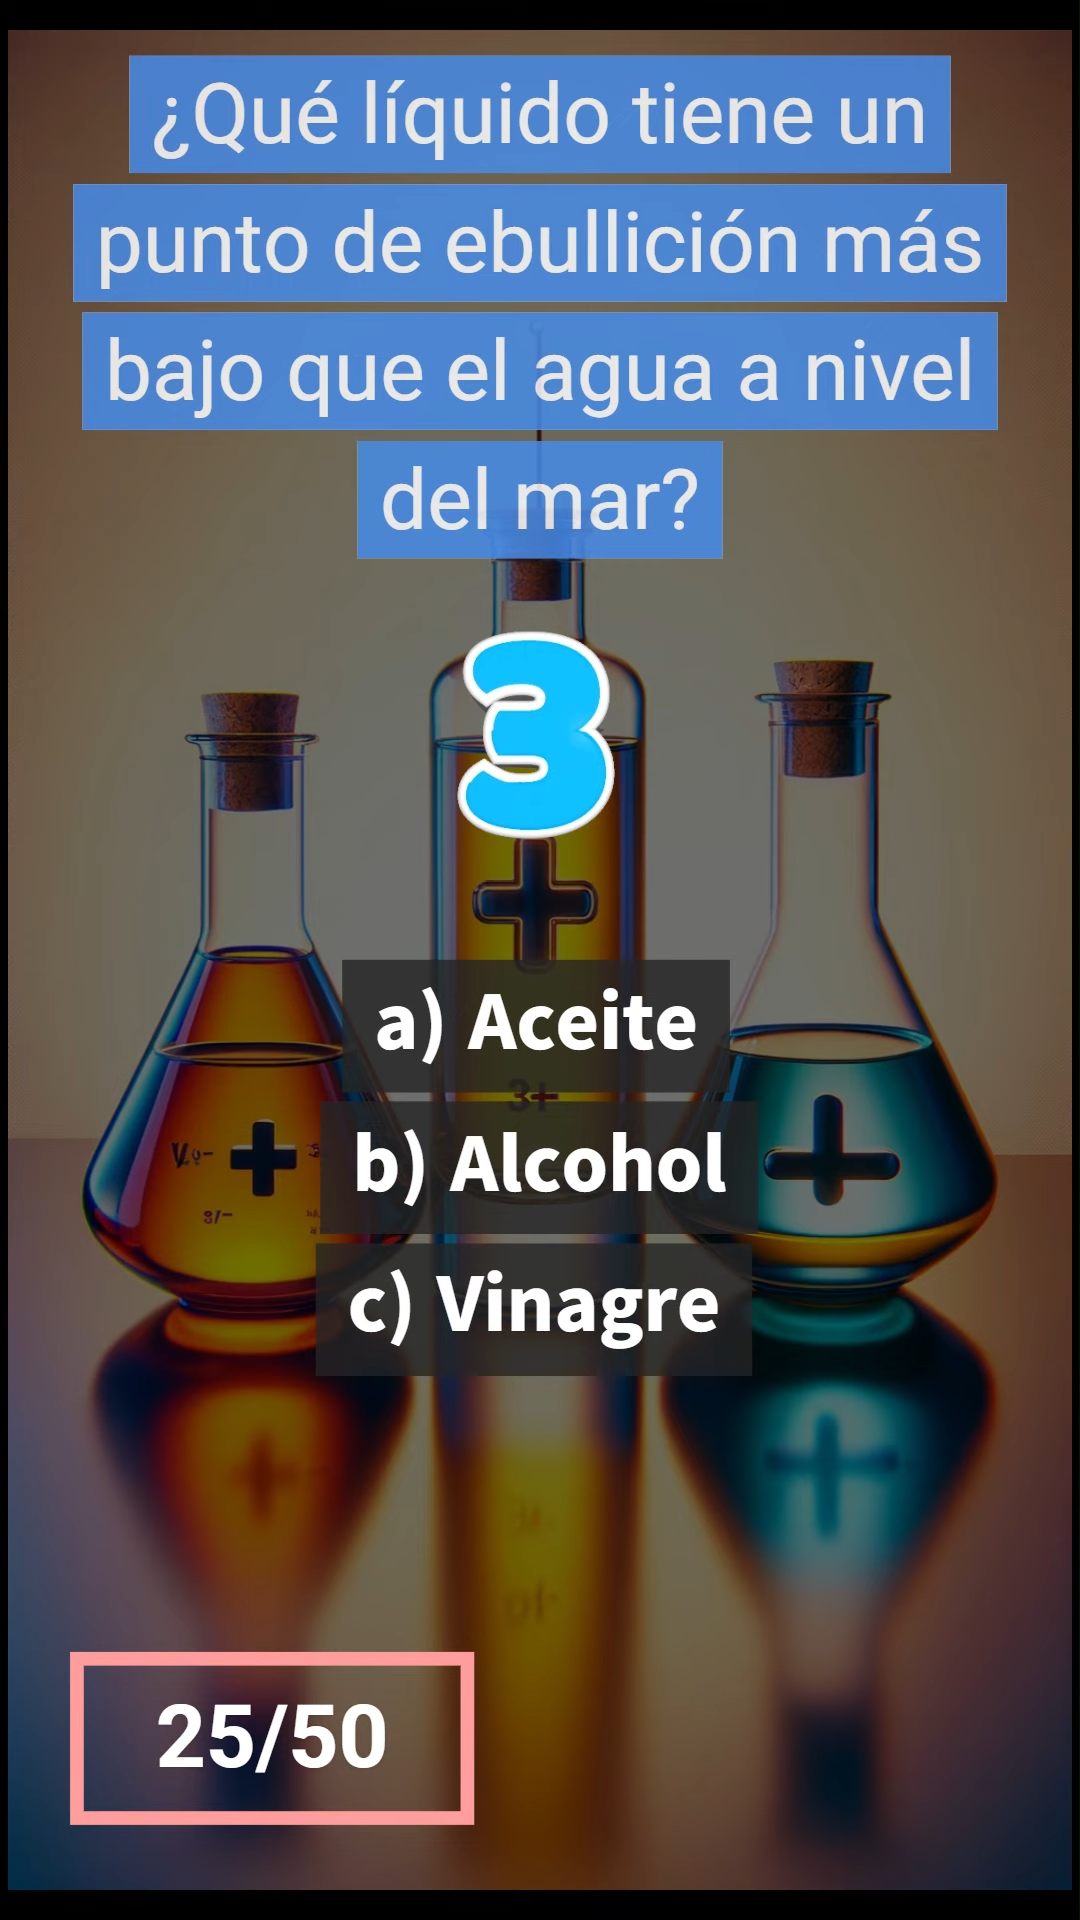 ¿Qué líquido tiene un
punto de ebullición más
bajo que el agua a nivel
del mar?
3
a) Aceite
3+
b) Alcohol
c) Vinagre
25/50